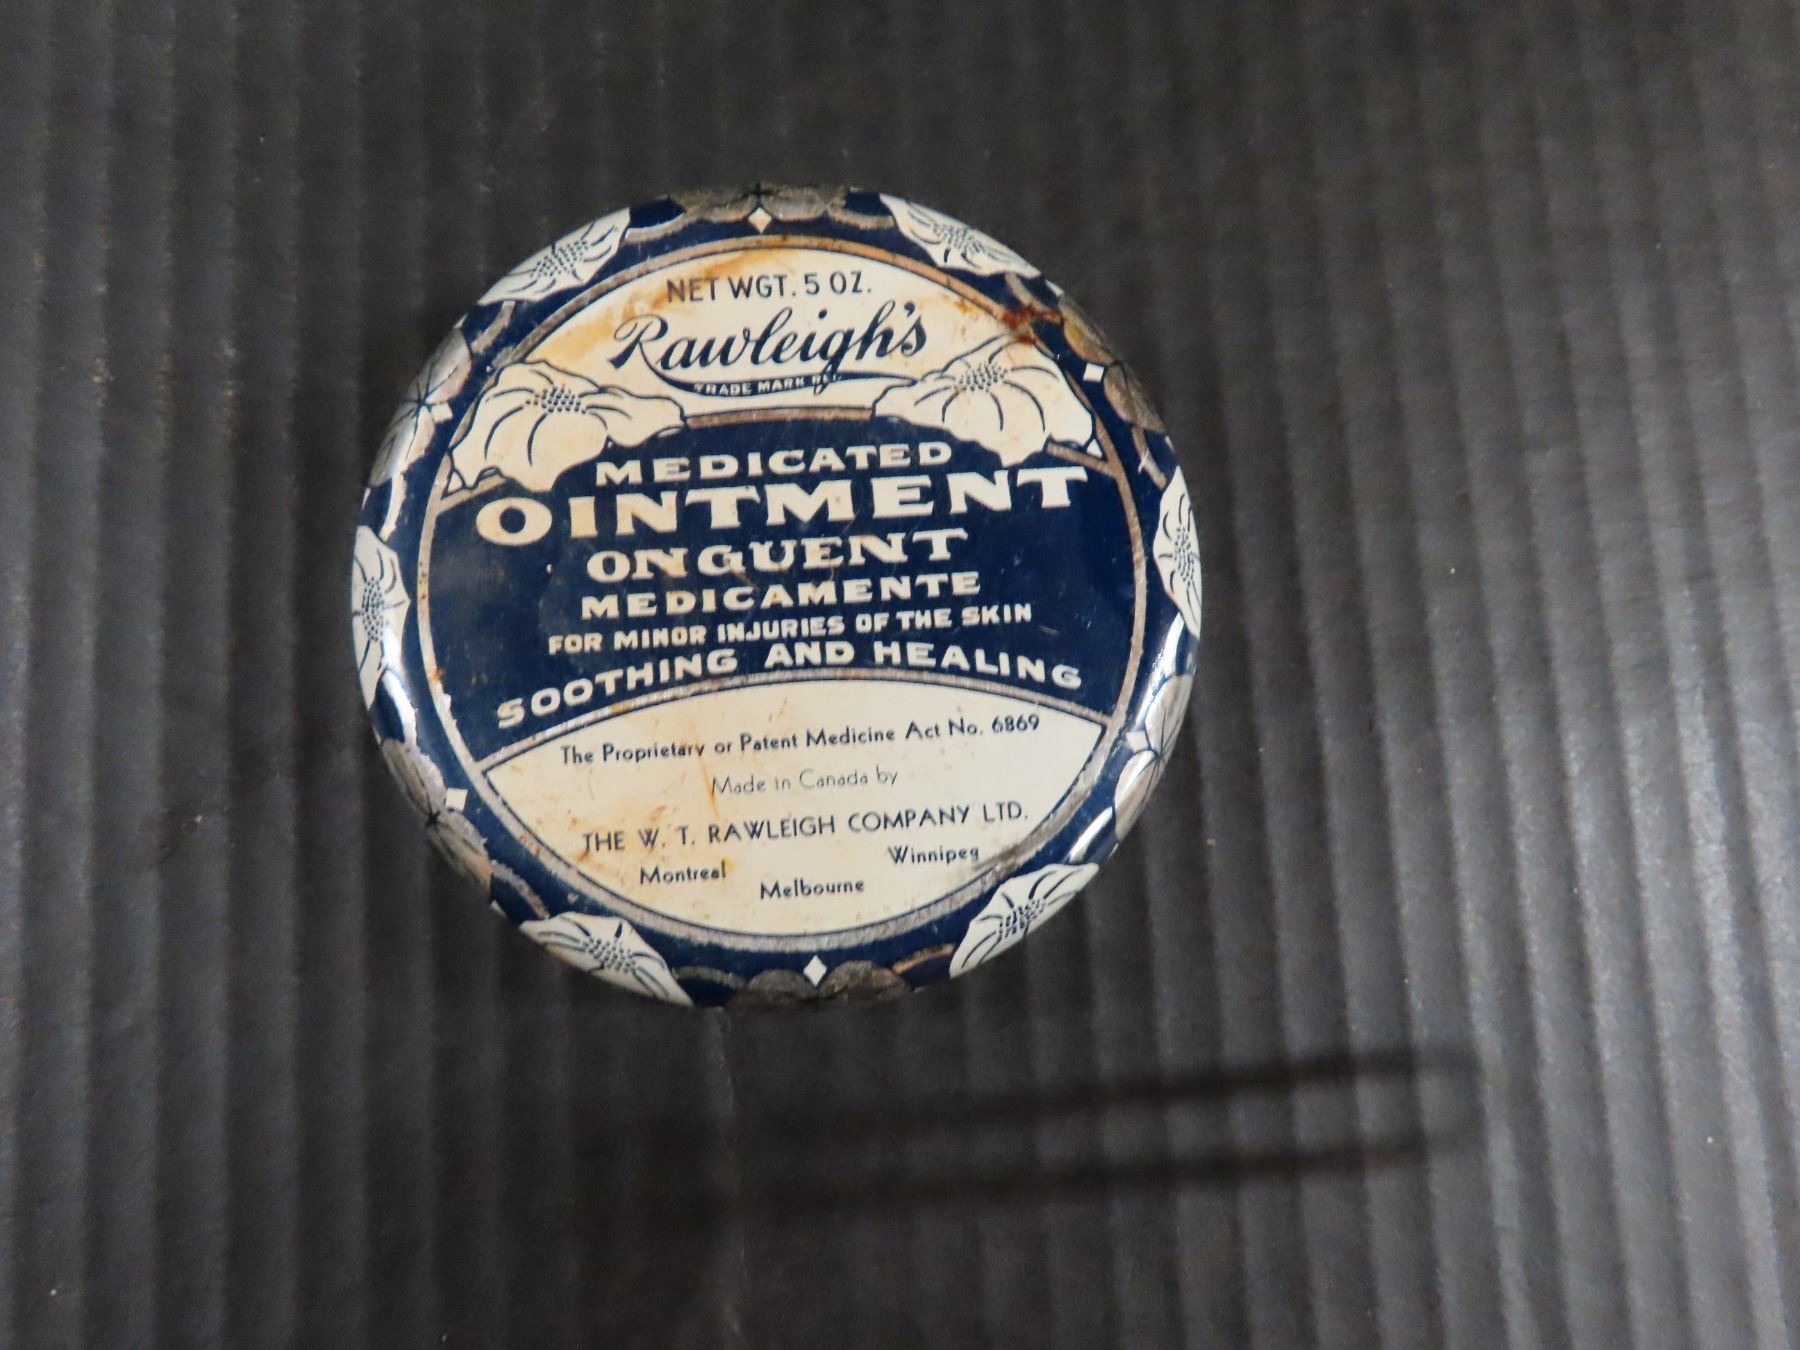 NET WGT. 5 OZ.
Rawleigh's
TRADE MARK REG.
MEDICATED
OINTMENT
ONGUENT
MEDICAMENTE
FOR MINOR INJURIES OF THE SKIN
SOOTHING AND HEALING
The Proprietary or Patent Medicine Act No. 6869
Made in Canada by
THE W. T. RAWLEIGH COMPANY LTD.
Montreal Melbourne Winnipeg